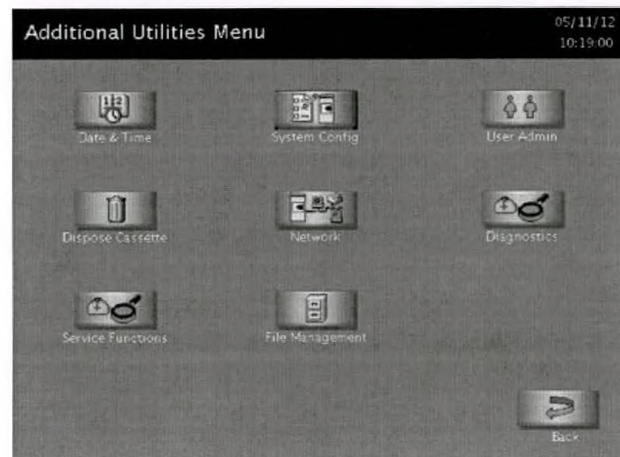 Additional Utilities Menu
05/11/12
10:19:00
Date & Time
System Config
User Admin
Dispose Cassette
Network
Diagnostics
Service Functions
File Management
Back